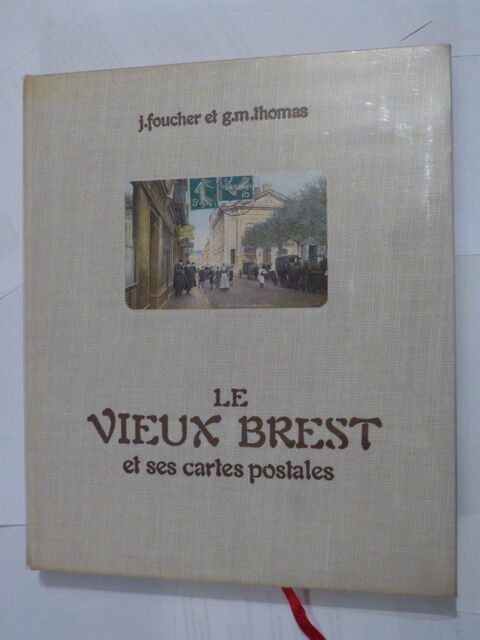 j.foucher et g.m.thomas
LE
VIEUX BREST
et ses cartes postales